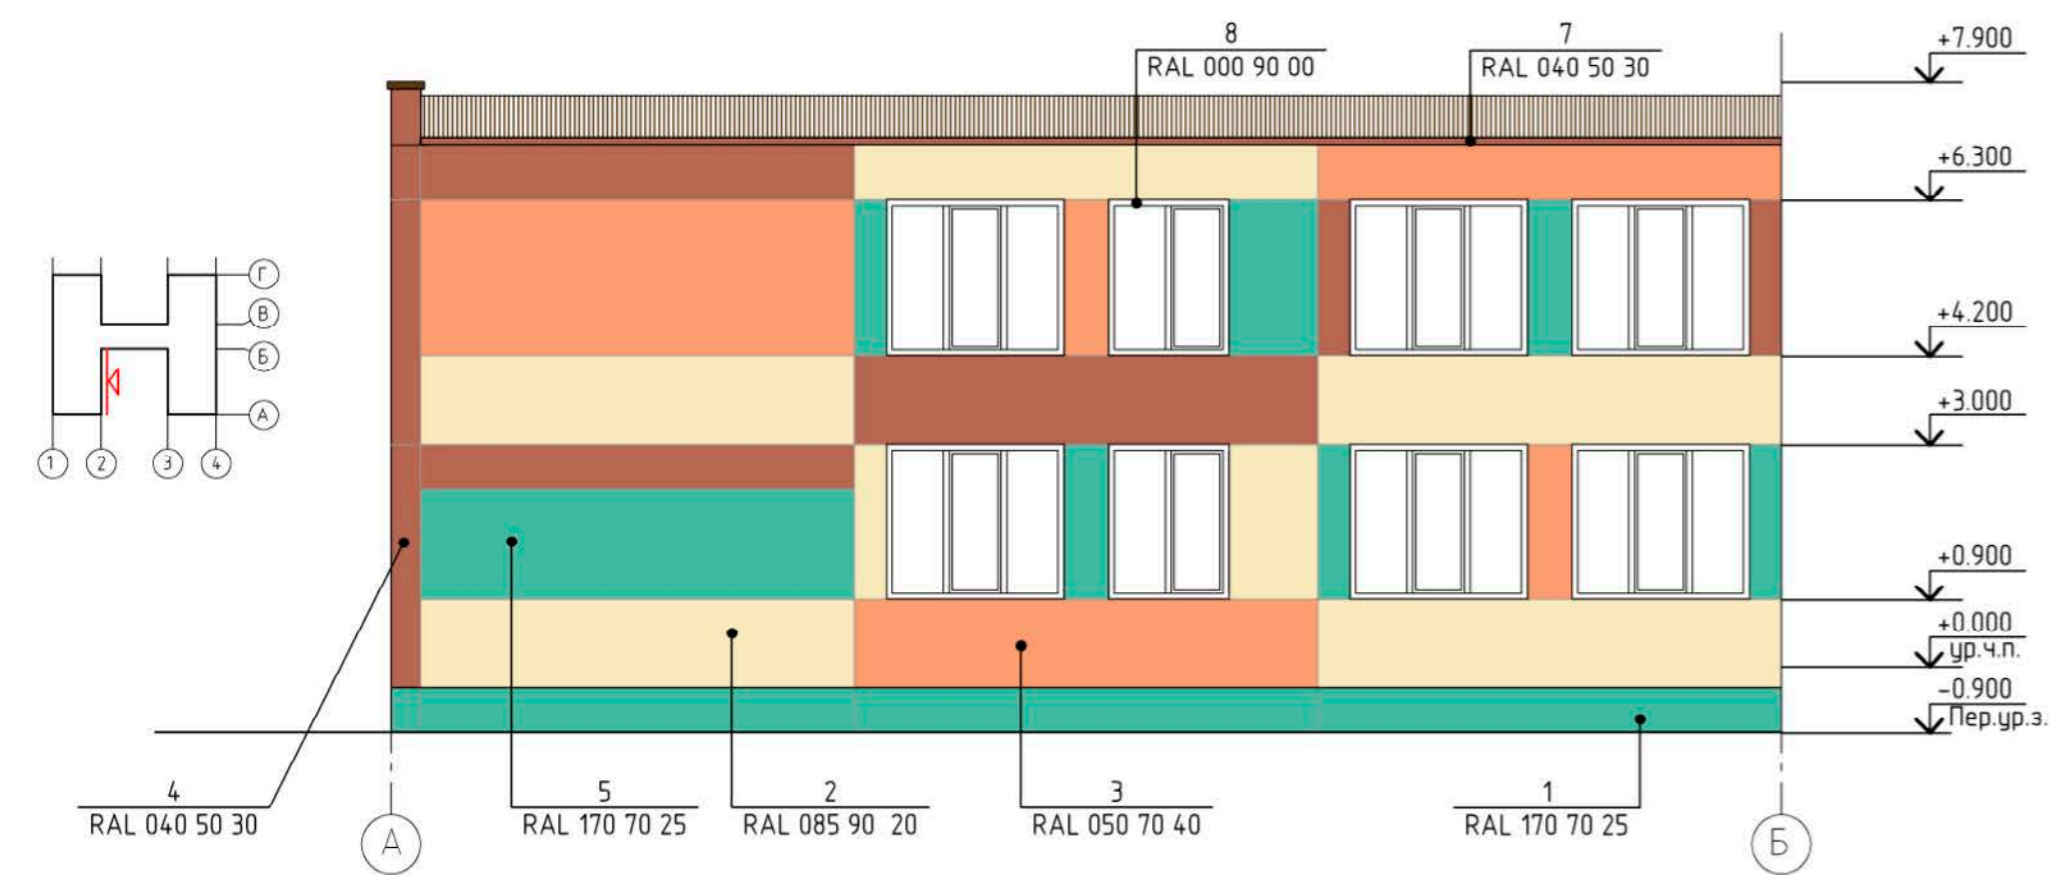 8
RAL 000 90 00
7
RAL 040 50 30
+7.900
+6.300
+4.200
+3.000
+0.900
+0.000
ур.ч.п.
-0.900
Пер.ур.з.
Г
В
Б
А
1 2 3 4
4
RAL 040 50 30
5
RAL 170 70 25
2
RAL 085 90 20
3
RAL 050 70 40
1
RAL 170 70 25
А
Б